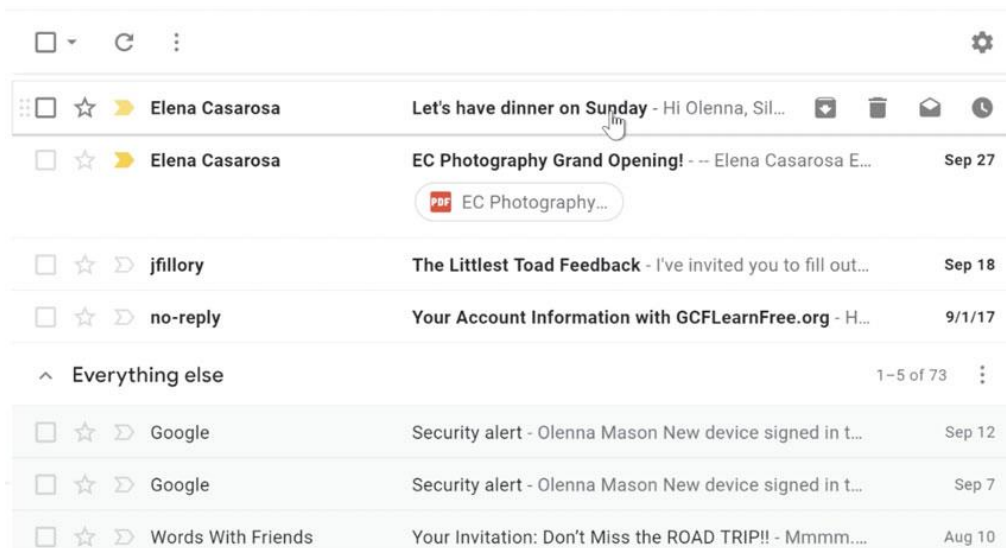 Elena Casarosa Let's have dinner on Sunday - Hi Olenna, Sil...
Elena Casarosa EC Photography Grand Opening! - -- Elena Casarosa E... Sep 27
PDF EC Photography...
jfillory The Littlest Toad Feedback - I've invited you to fill out... Sep 18
no-reply Your Account Information with GCFLearnFree.org - H... 9/1/17
Everything else 1–5 of 73
Google Security alert - Olenna Mason New device signed in t... Sep 12
Google Security alert - Olenna Mason New device signed in t... Sep 7
Words With Friends Your Invitation: Don't Miss the ROAD TRIP!! - Mmmm.... Aug 10